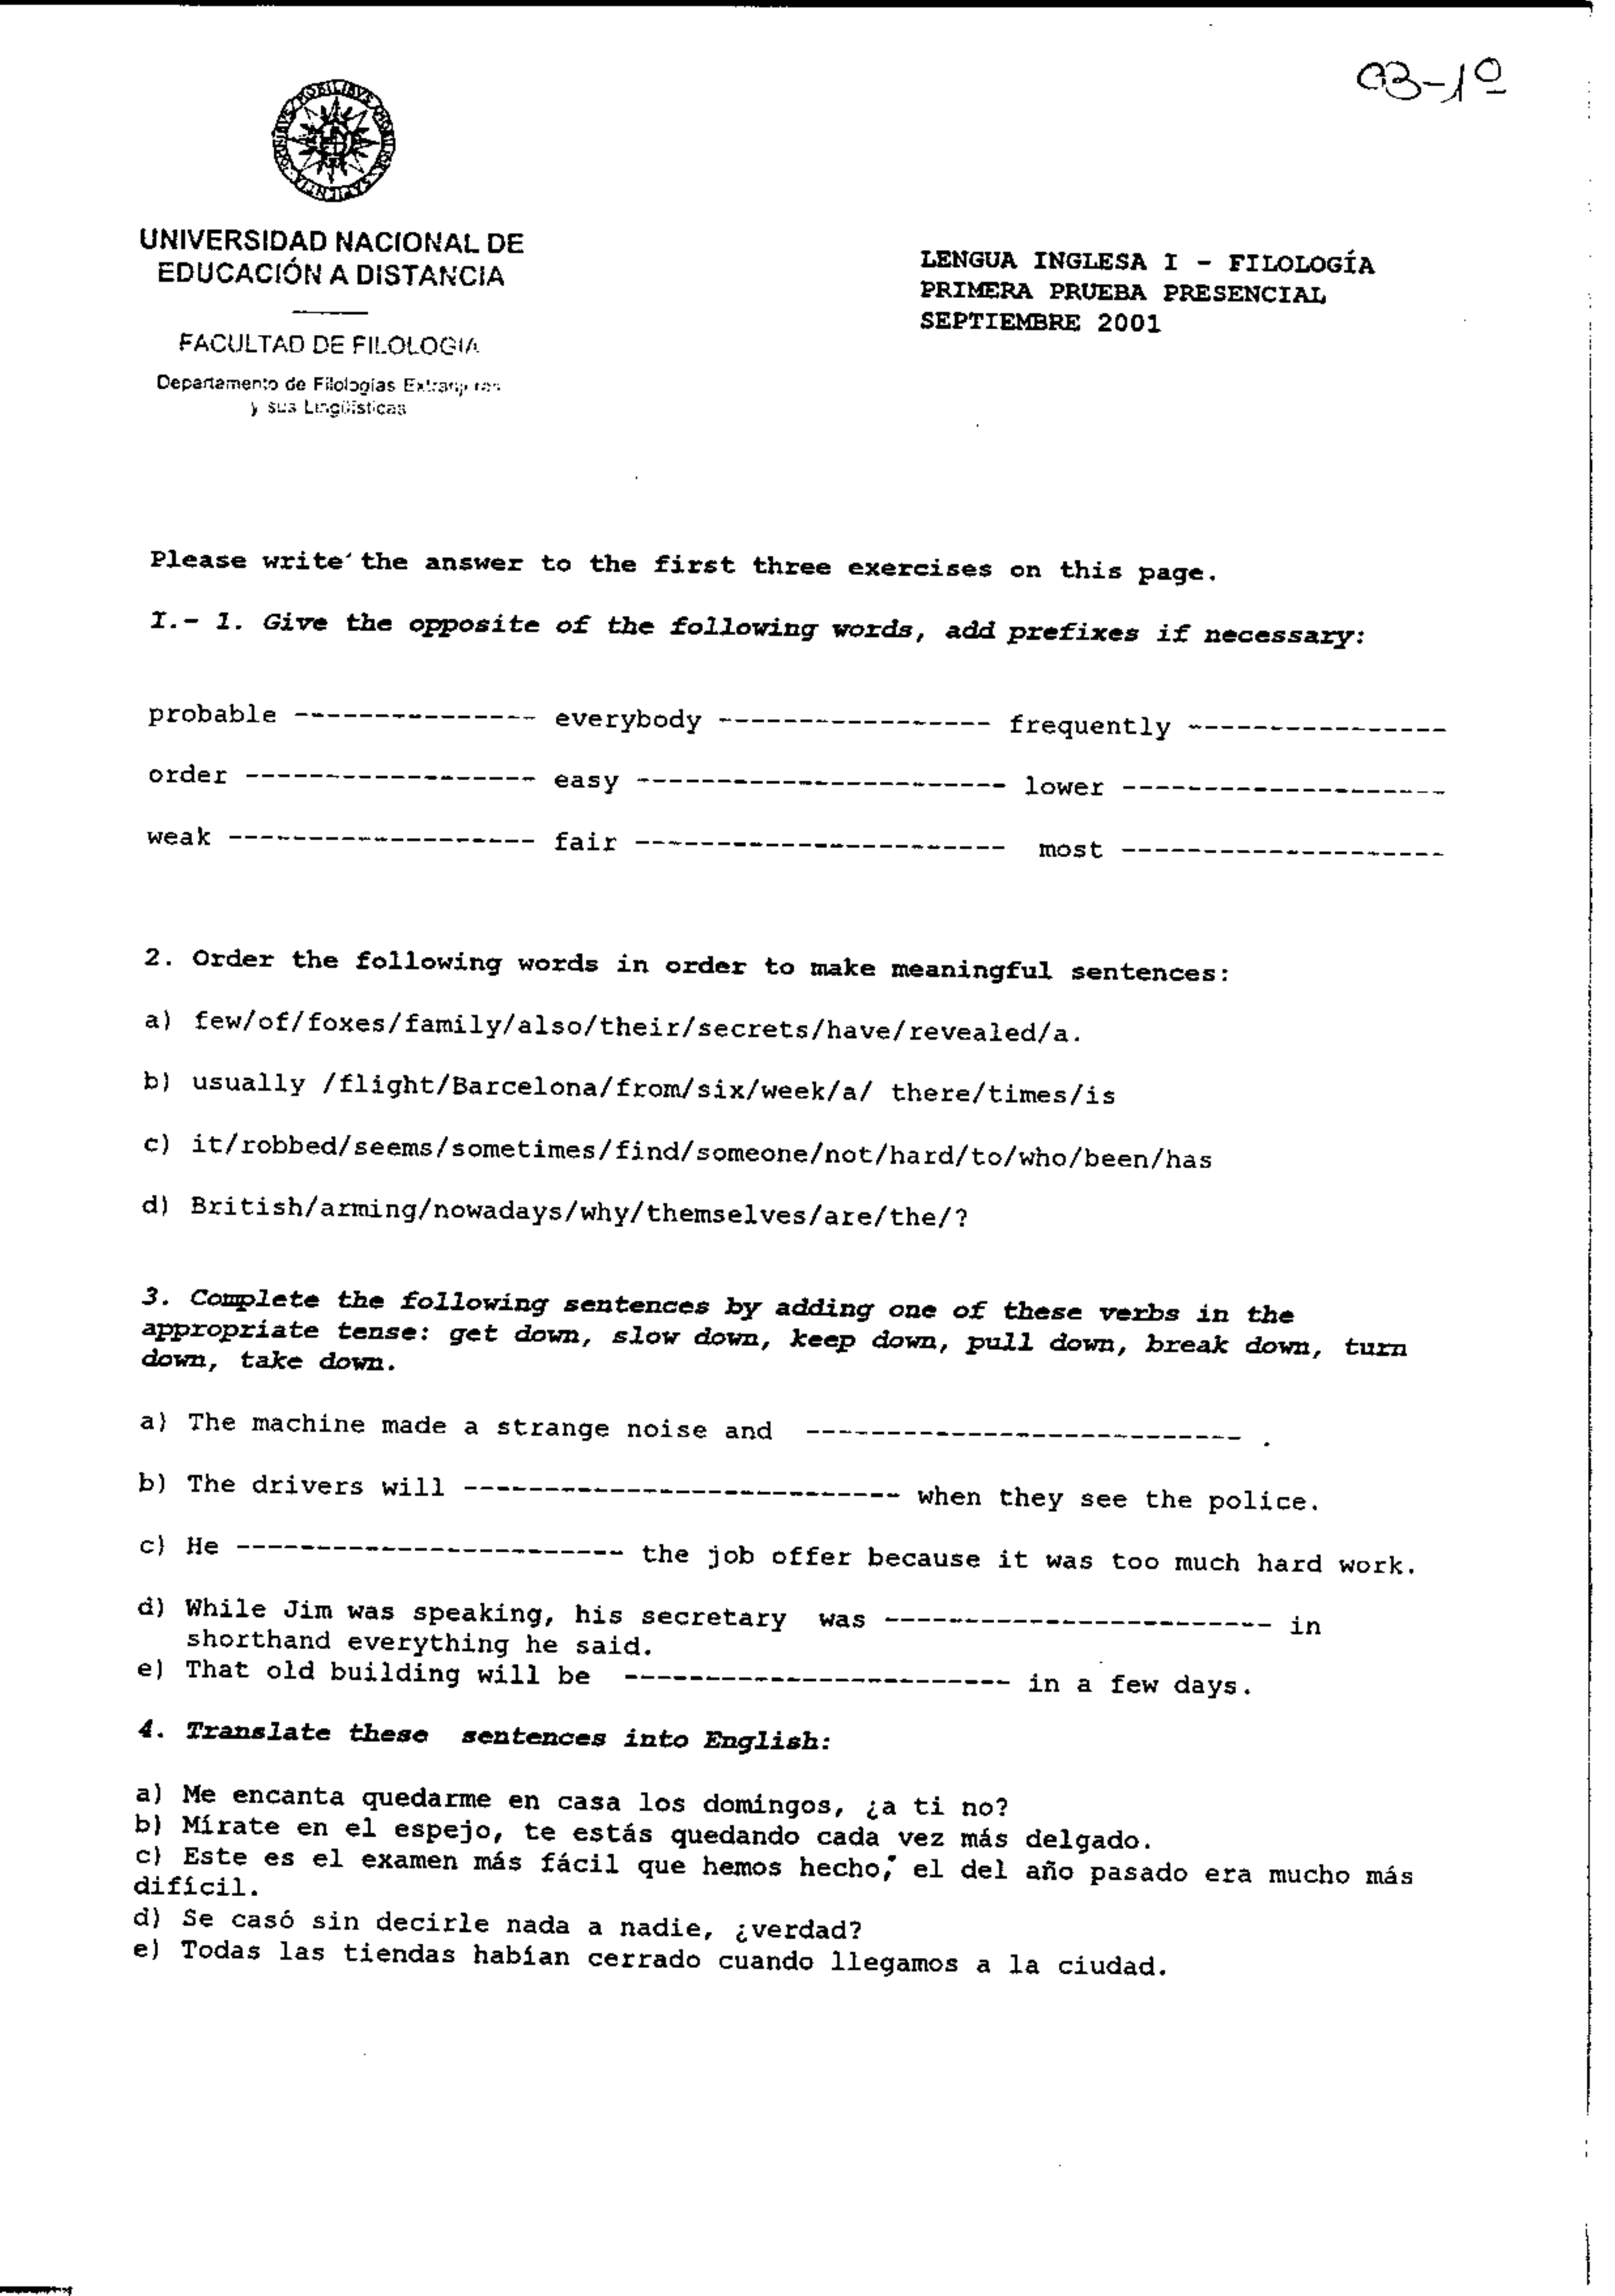 03-1º
UNIVERSIDAD NACIONAL DE
EDUCACIÓN A DISTANCIA
FACULTAD DE FILOLOGIA
Departamento de Filologías Extranjeras
y sus Lingüísticas
LENGUA INGLESA I - FILOLOGÍA
PRIMERA PRUEBA PRESENCIAL
SEPTIEMBRE 2001
Please write the answer to the first three exercises on this page.
I.- 1. Give the opposite of the following words, add prefixes if necessary:
probable --------------- everybody ----------------- frequently ----------------
order ------------------ easy ----------------------- lower --------------------
weak ------------------- fair ----------------------- most --------------------
2. Order the following words in order to make meaningful sentences:
a) few/of/foxes/family/also/their/secrets/have/revealed/a.
b) usually /flight/Barcelona/from/six/week/a/ there/times/is
c) it/robbed/seems/sometimes/find/someone/not/hard/to/who/been/has
d) British/arming/nowadays/why/themselves/are/the/?
3. Complete the following sentences by adding one of these verbs in the
appropriate tense: get down, slow down, keep down, pull down, break down, turn
down, take down.
a) The machine made a strange noise and --------------------------- .
b) The drivers will --------------------------- when they see the police.
c) He ------------------------ the job offer because it was too much hard work.
d) While Jim was speaking, his secretary was ------------------------ in
shorthand everything he said.
e) That old building will be ------------------------ in a few days.
4. Translate these sentences into English:
a) Me encanta quedarme en casa los domingos, ¿a ti no?
b) Mírate en el espejo, te estás quedando cada vez más delgado.
c) Este es el examen más fácil que hemos hecho, el del año pasado era mucho más
difícil.
d) Se casó sin decirle nada a nadie, ¿verdad?
e) Todas las tiendas habían cerrado cuando llegamos a la ciudad.